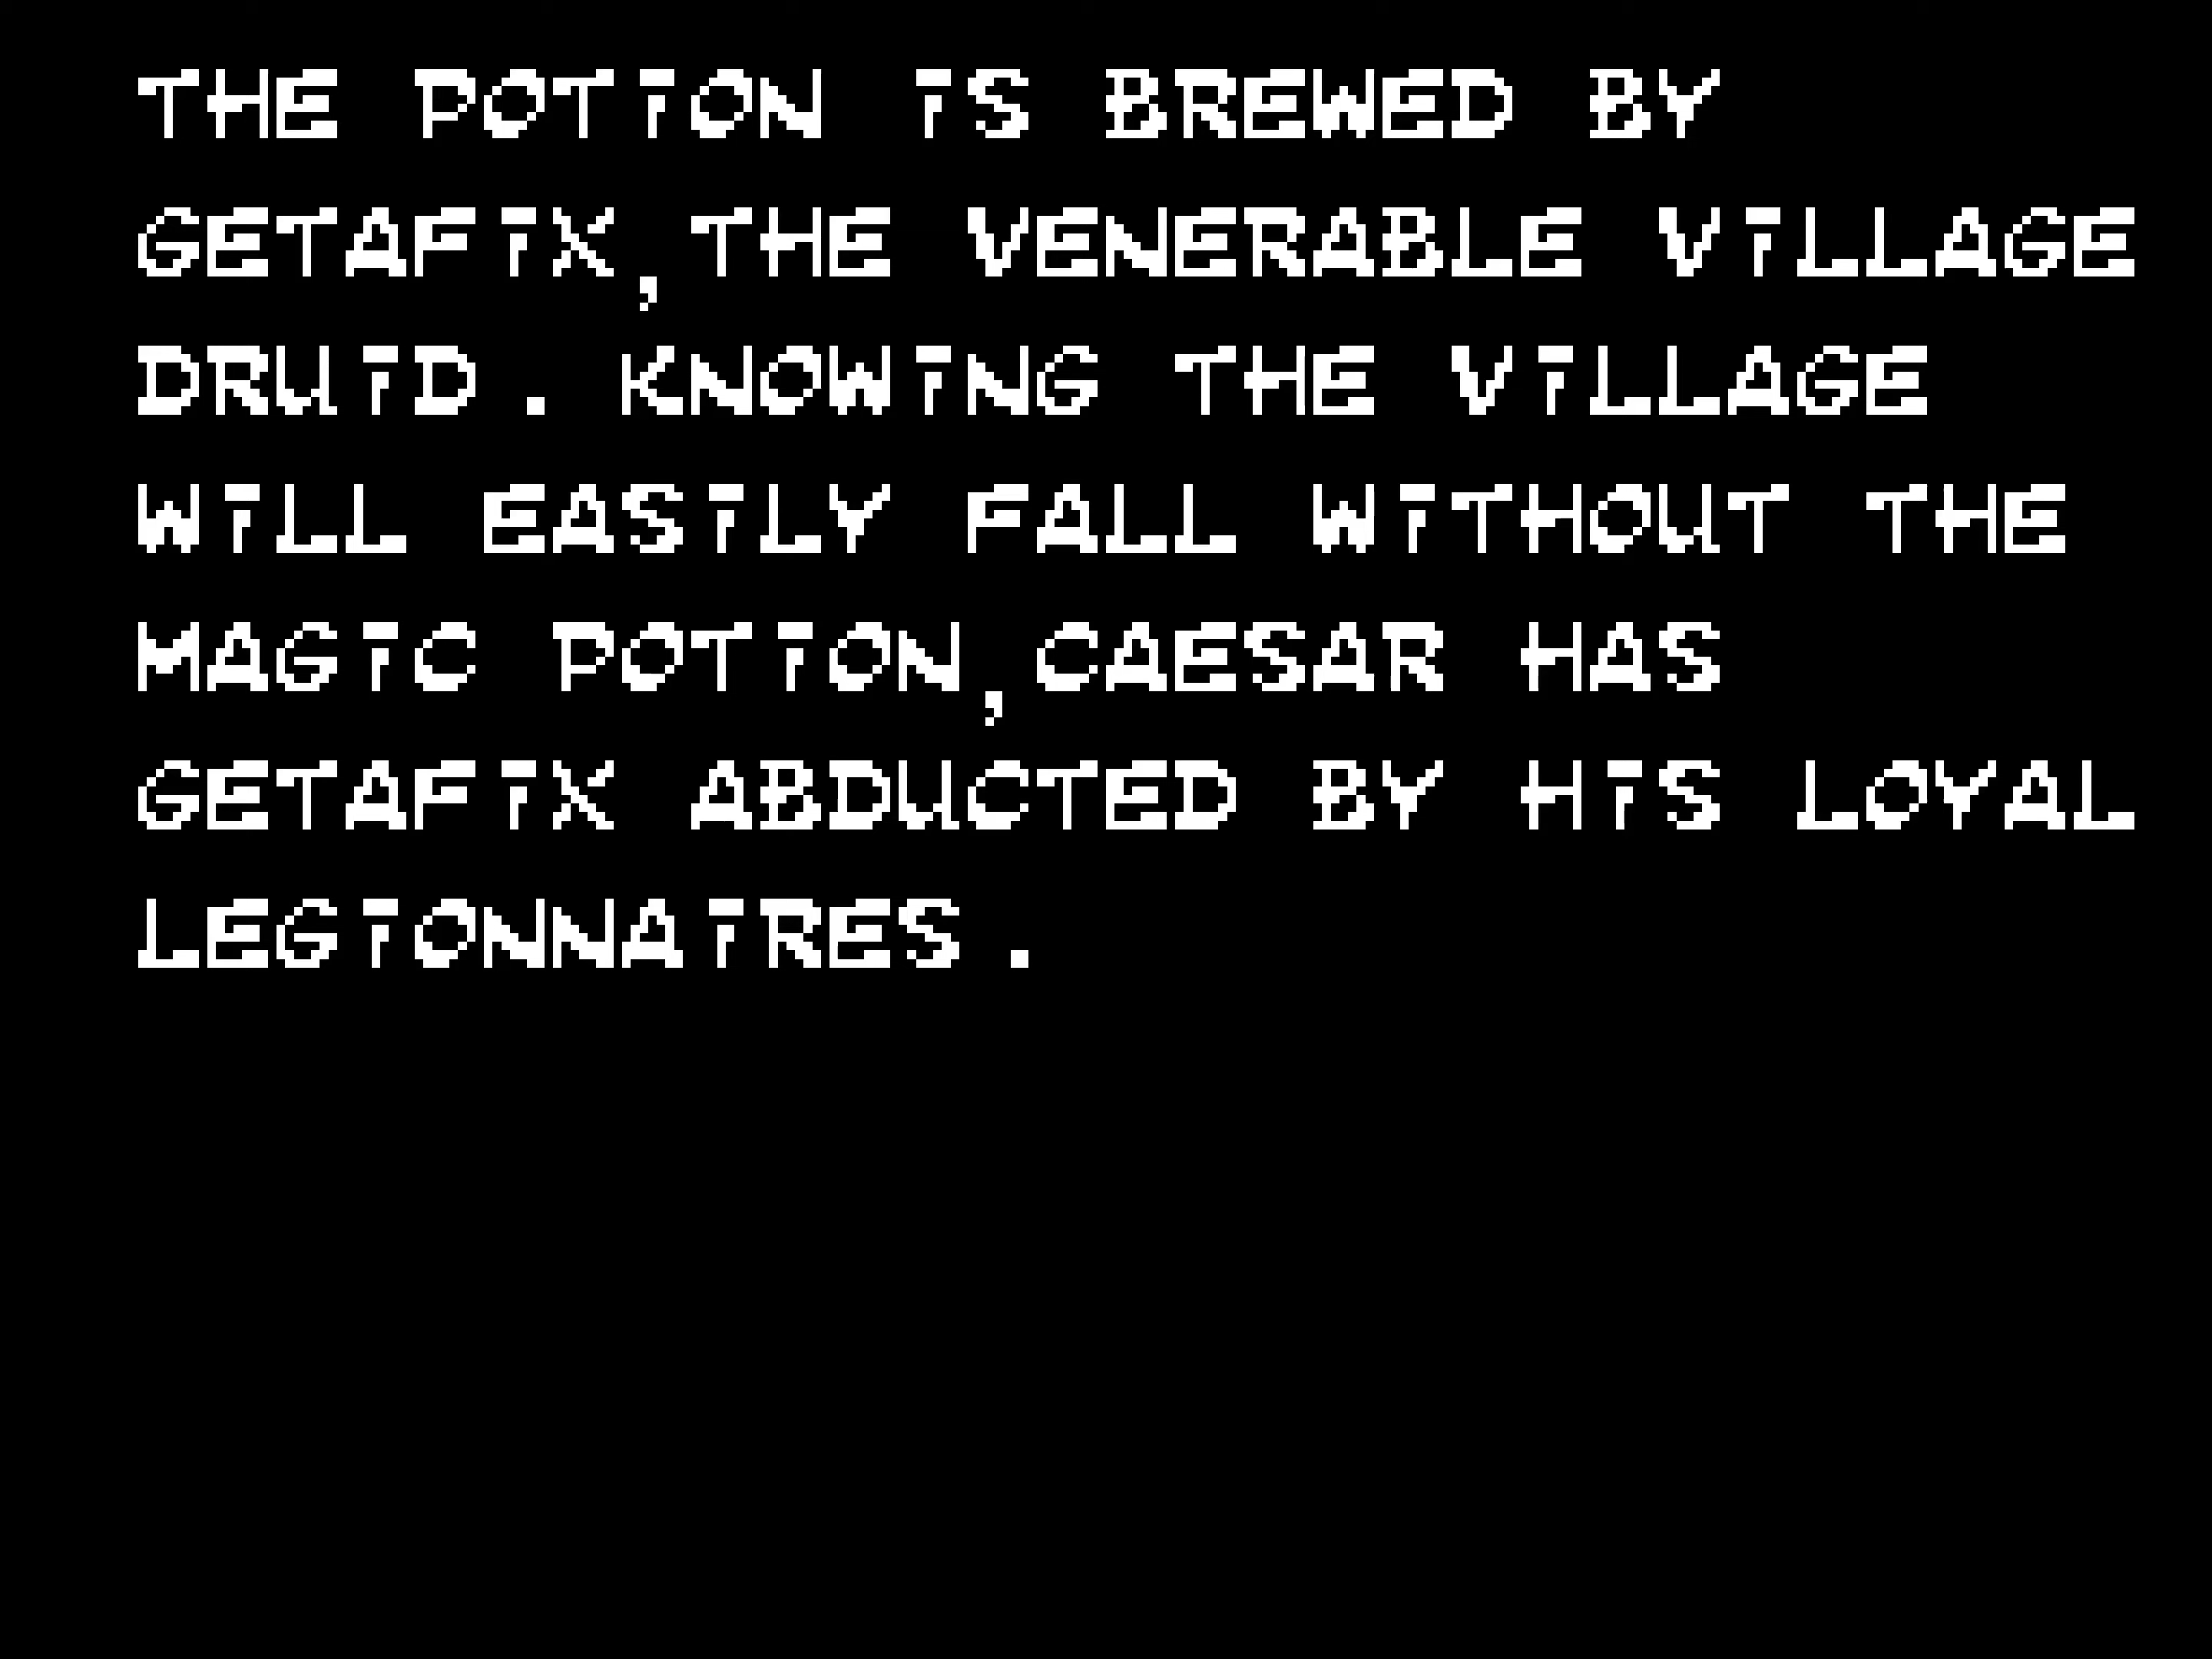 THE POTION IS BREWED BY
GETAFIX,THE VENERABLE VILLAGE
DRUID. KNOWING THE VILLAGE
WILL EASILY FALL WITHOUT THE
MAGIC POTION,CAESAR HAS
GETAFIX ABDUCTED BY HIS LOYAL
LEGIONNAIRES.